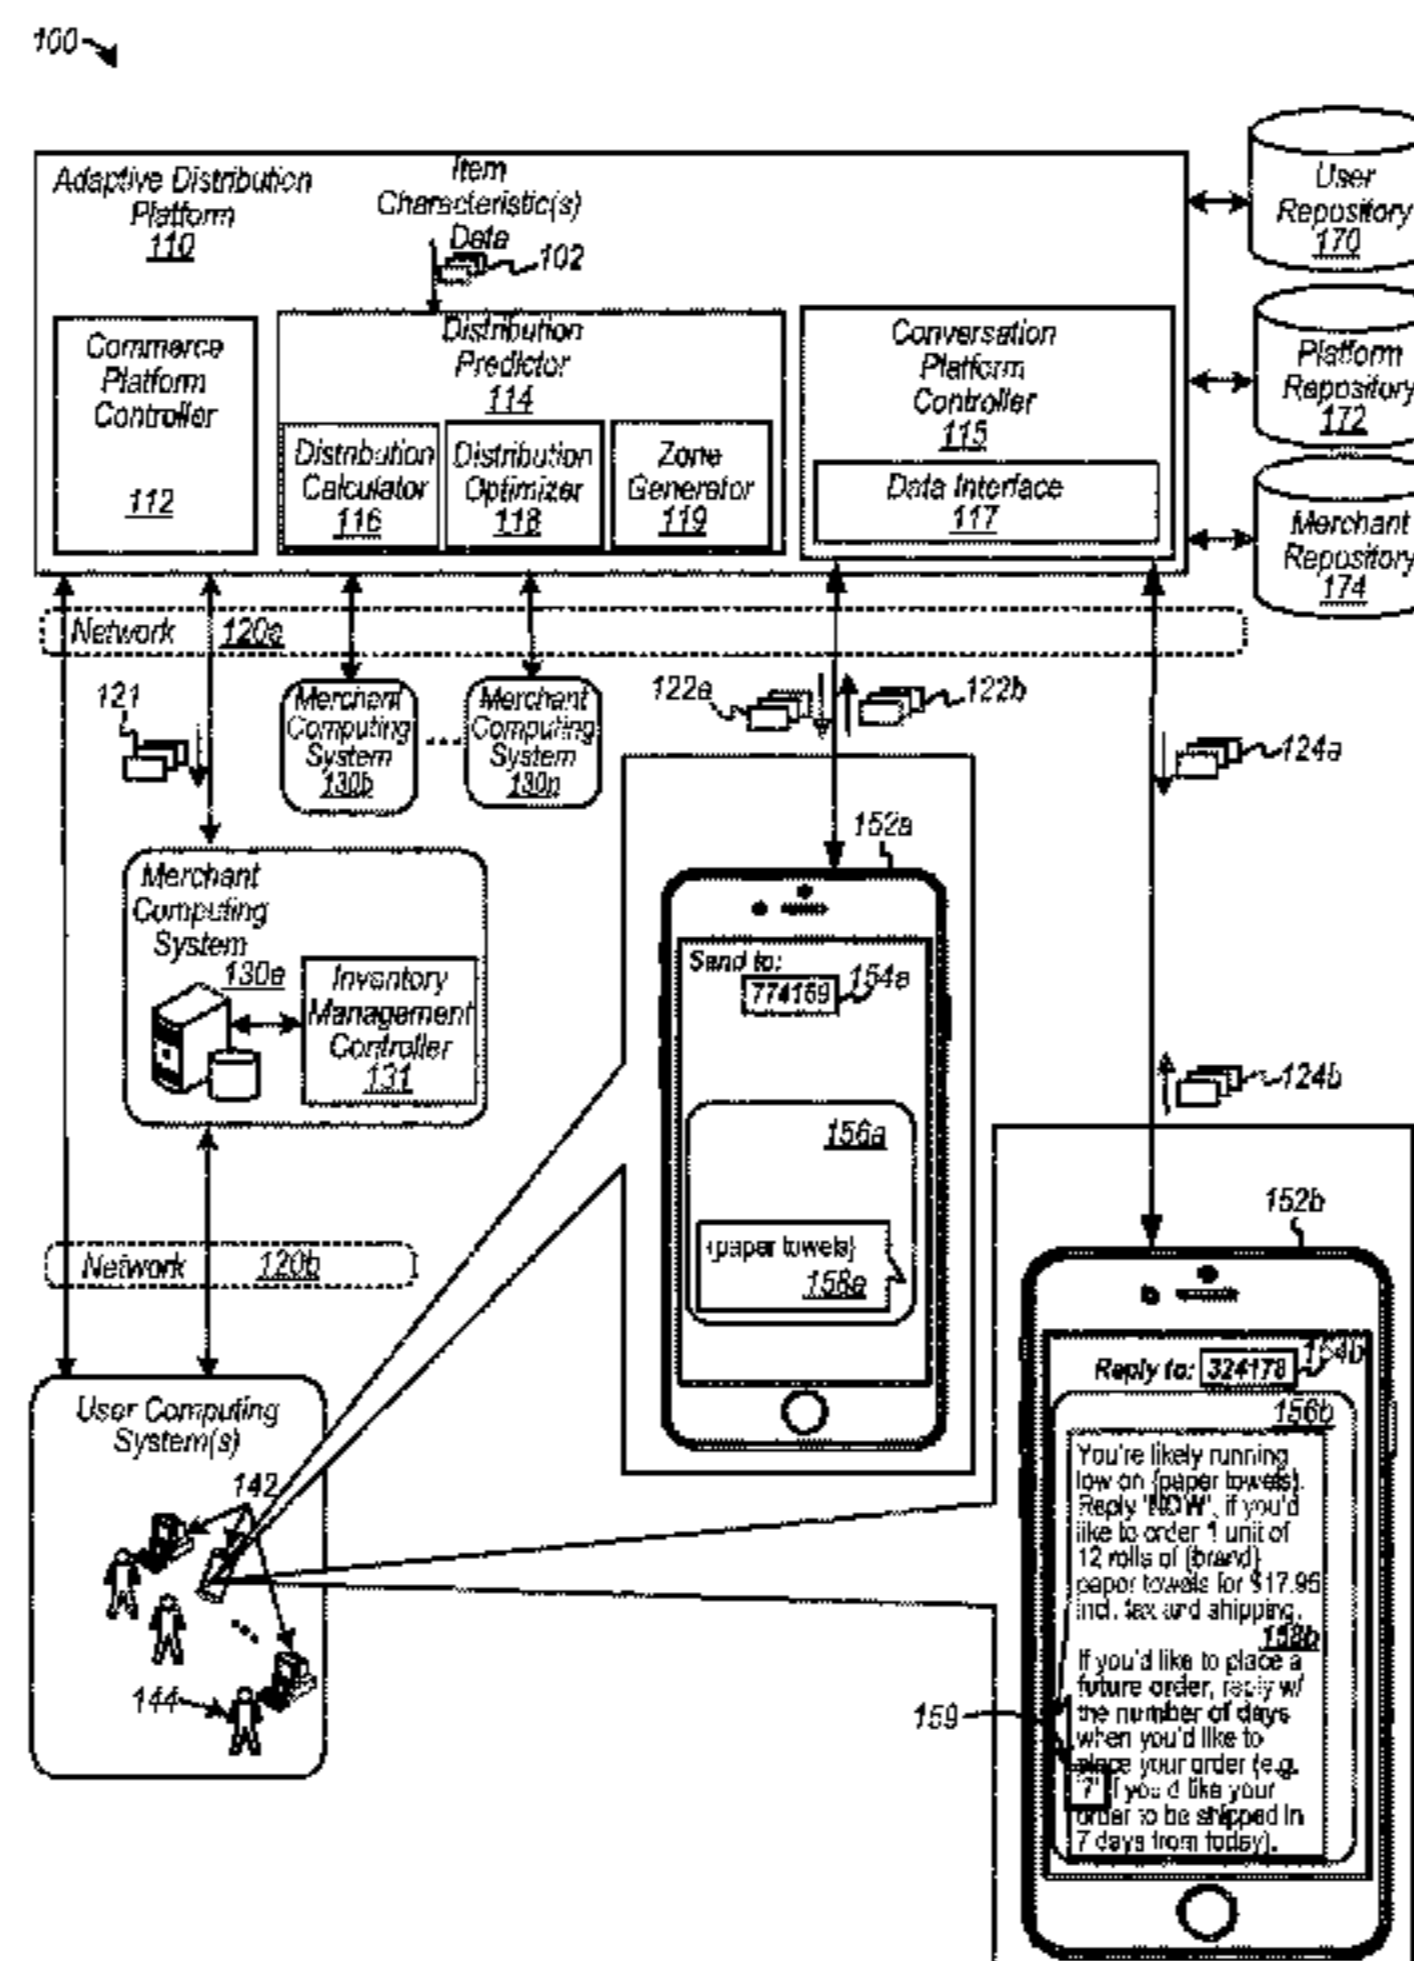 100
Adaptive Distribution
Platform
110
Item
Characteristic(s)
Data
102
Commerce
Platform
Controller
112
Distribution
Predictor
114
Distribution
Calculator
116
Distribution
Optimizer
118
Zone
Generator
119
Conversation
Platform
Controller
115
Data Interface
117
User
Repository
170
Platform
Repository
172
Merchant
Repository
174
Network 120a
121
Merchant
Computing
System
130b
Merchant
Computing
System
130n
122a
122b
124a
Merchant
Computing
System
130a
Inventory
Management
Controller
131
152a
Send to:
774169
154a
156a
{paper towels}
158a
124b
Network 120b
152b
Reply to: 324178
154b
156b
You're likely running
low on {paper towels}.
Reply 'NOW', if you'd
like to order 1 unit of
12 rolls of {brand}
paper towels for $17.95
incl. tax and shipping.
158b
If you'd like to place a
future order, reply w/
the number of days
when you'd like to
place your order (e.g.
'7' if you'd like your
order to be shipped in
7 days from today).
159
User Computing
System(s)
142
144